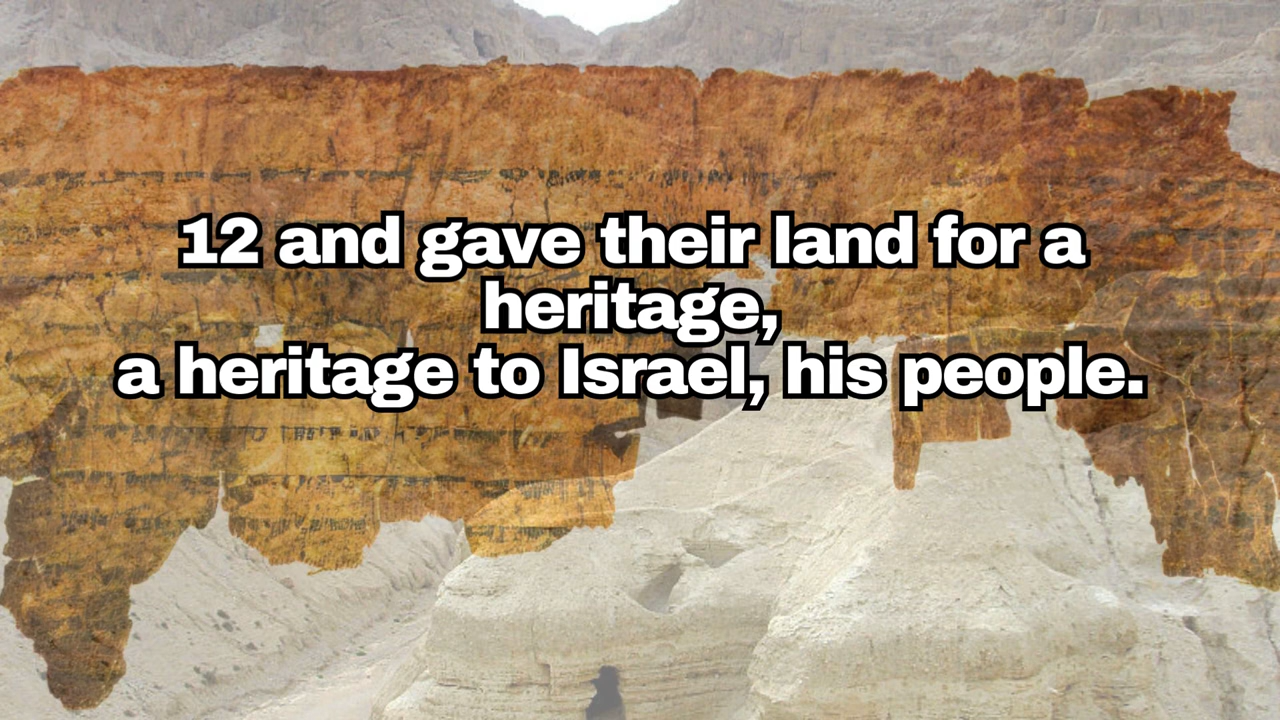 12 and gave their land for a
heritage,
a heritage to Israel, his people.